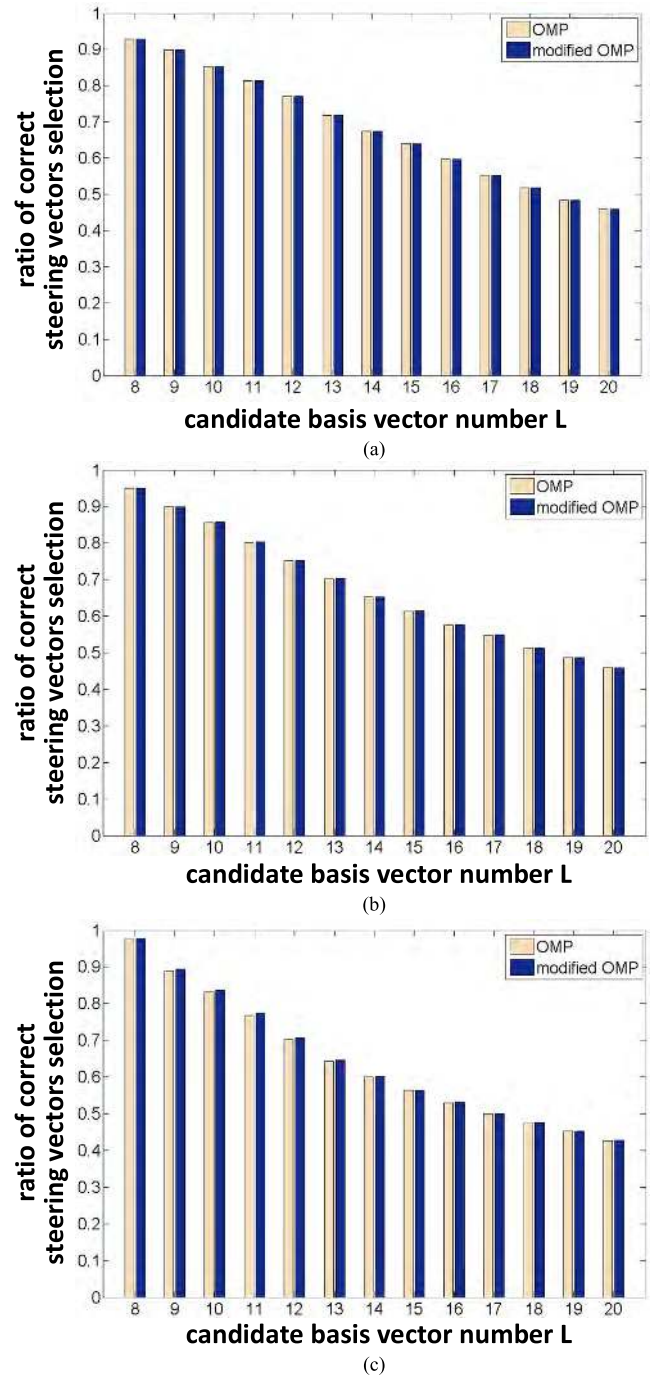 1
0.9
0.8
0.7
0.6
0.5
0.4
0.3
0.2
0.1
0
ratio of correct
steering vectors selection
OMP
modified OMP
8 9 10 11 12 13 14 15 16 17 18 19 20
candidate basis vector number L
(a)
1
0.9
0.8
0.7
0.6
0.5
0.4
0.3
0.2
0.1
0
ratio of correct
steering vectors selection
OMP
modified OMP
8 9 10 11 12 13 14 15 16 17 18 19 20
candidate basis vector number L
(b)
1
0.9
0.8
0.7
0.6
0.5
0.4
0.3
0.2
0.1
0
ratio of correct
steering vectors selection
OMP
modified OMP
8 9 10 11 12 13 14 15 16 17 18 19 20
candidate basis vector number L
(c)